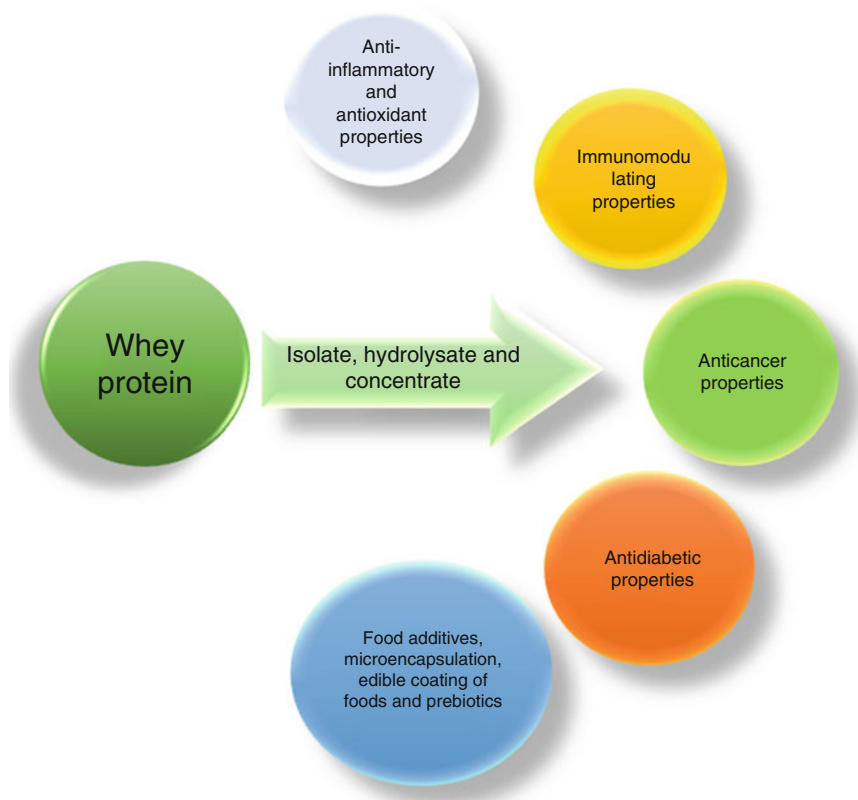 Anti-
inflammatory
and
antioxidant
properties
Immunomodu
lating
properties
Whey
protein
Isolate, hydrolysate and
concentrate
Anticancer
properties
Antidiabetic
properties
Food additives,
microencapsulation,
edible coating of
foods and prebiotics